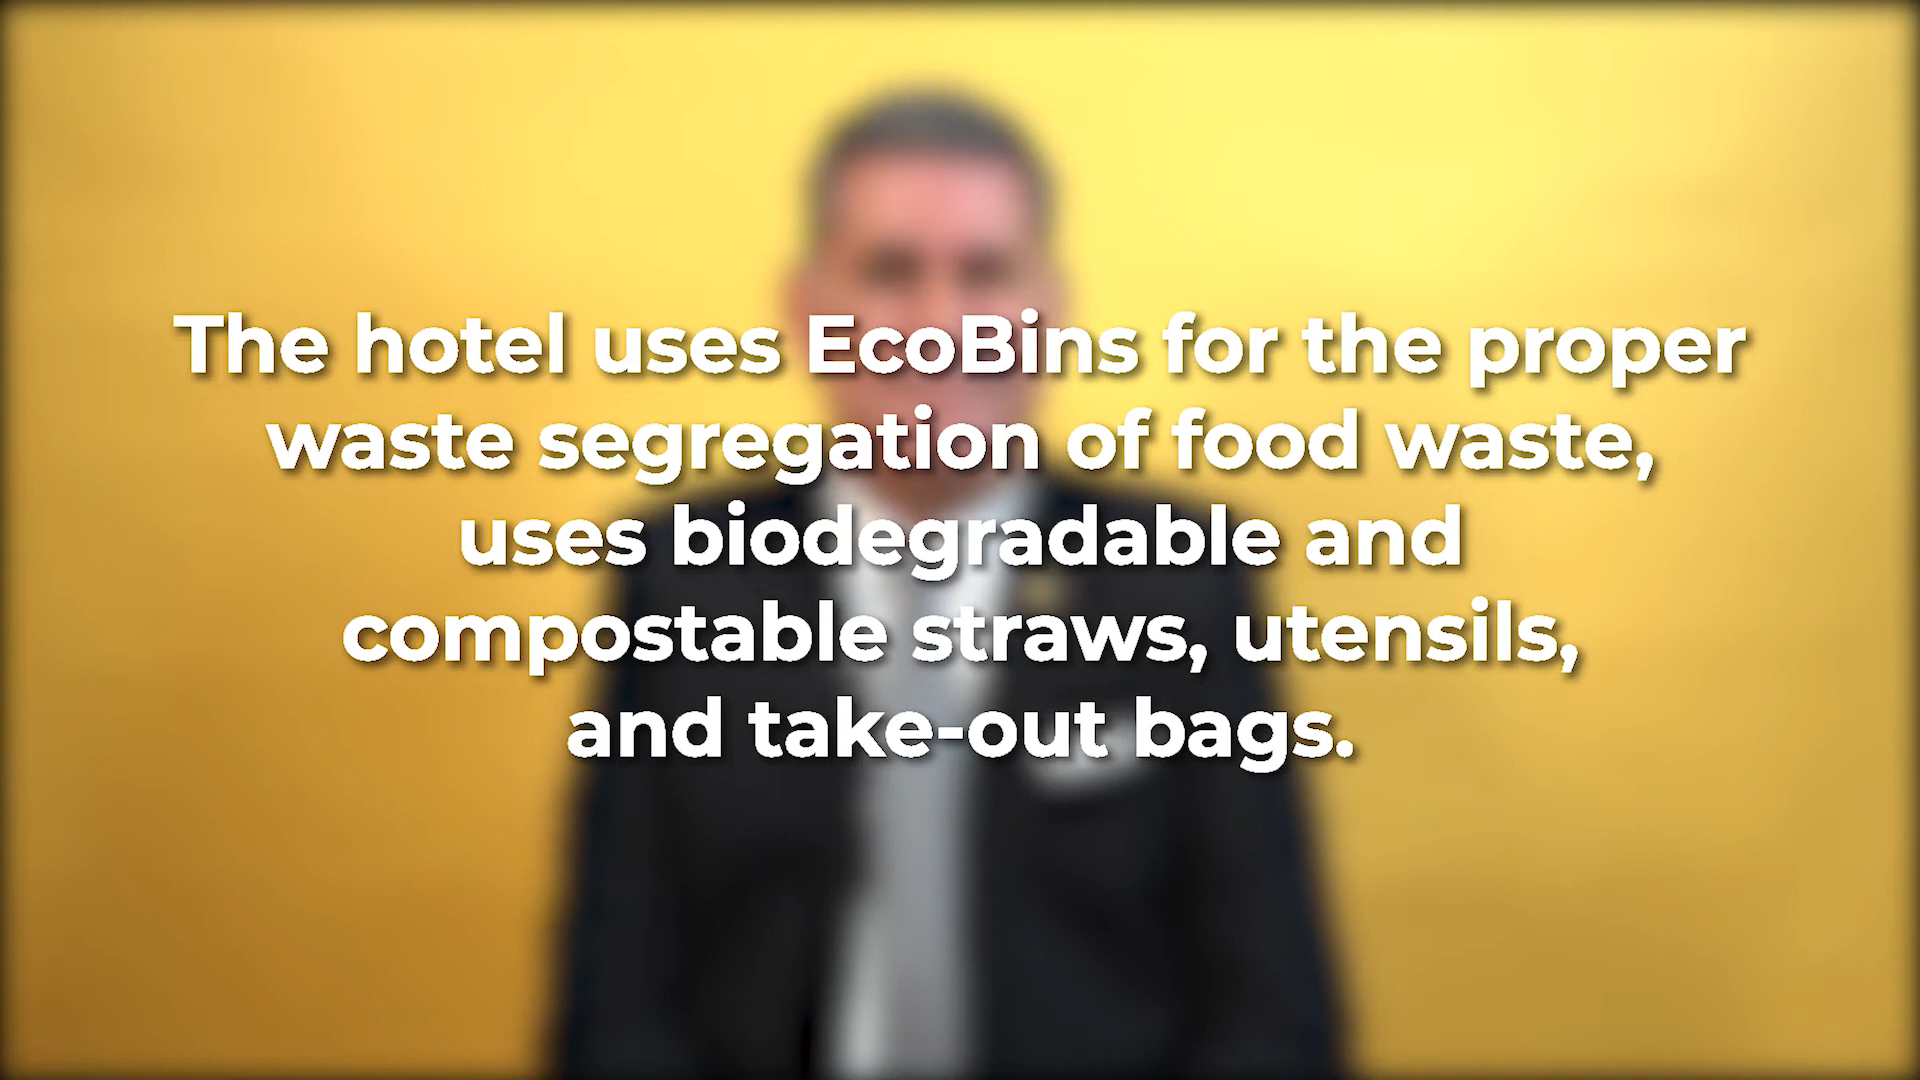 The hotel uses EcoBins for the proper
waste segregation of food waste,
uses biodegradable and
compostable straws, utensils,
and take-out bags.